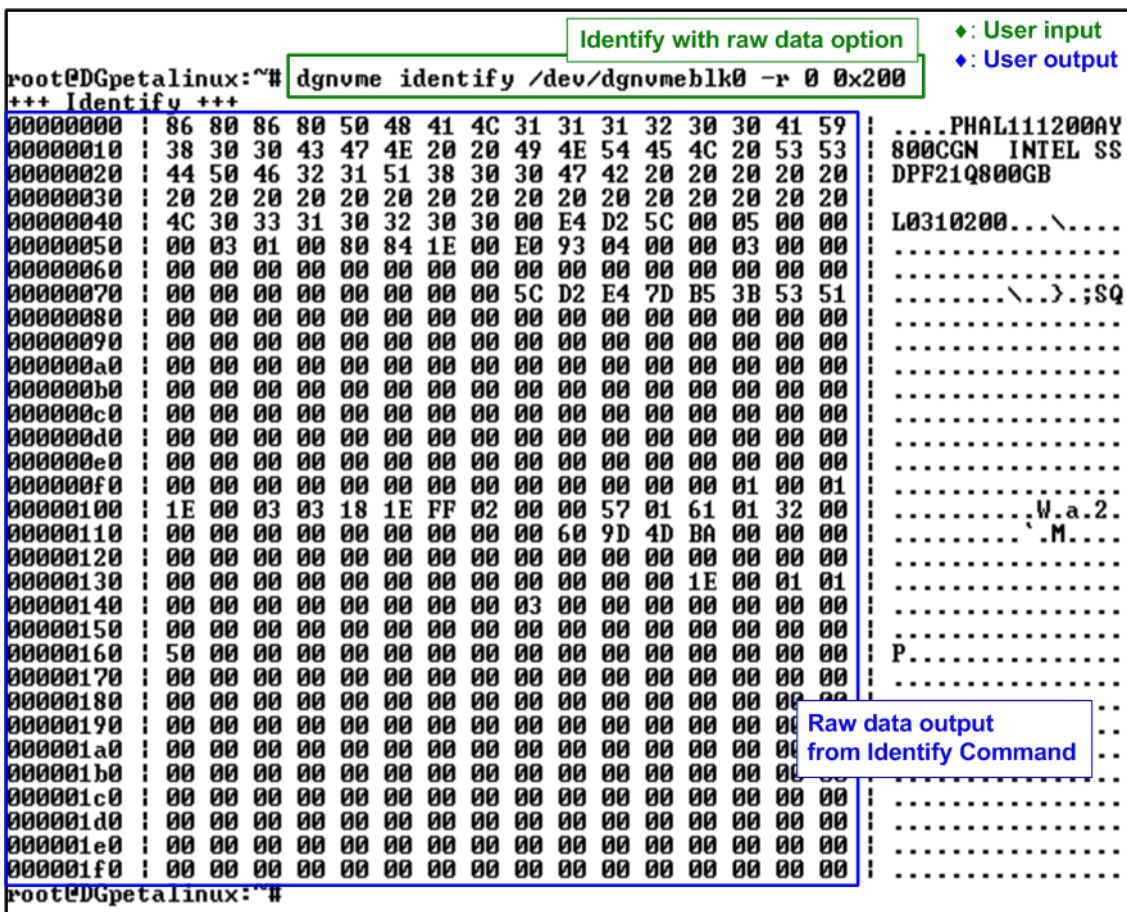 Identify with raw data option
♦: User input
♦: User output
root@DGpetalinux:~# dgnvme identify /dev/dgnvmeblk0 -r 0 0x200
+++ Identify +++
00000000 ¦ 86 80 86 80 50 48 41 4C 31 31 31 32 30 30 41 59 ¦ ....PHAL111200AY
00000010 ¦ 38 30 30 43 47 4E 20 20 49 4E 54 45 4C 20 53 53 ¦ 800CGN  INTEL SS
00000020 ¦ 44 50 46 32 31 51 38 30 30 47 42 20 20 20 20 20 ¦ DPF21Q800GB
00000030 ¦ 20 20 20 20 20 20 20 20 20 20 20 20 20 20 20 20 ¦
00000040 ¦ 4C 30 33 31 30 32 30 30 00 E4 D2 5C 00 05 00 00 ¦ L0310200...\....
00000050 ¦ 00 03 01 00 80 84 1E 00 E0 93 04 00 00 03 00 00 ¦ ................
00000060 ¦ 00 00 00 00 00 00 00 00 00 00 00 00 00 00 00 00 ¦ ................
00000070 ¦ 00 00 00 00 00 00 00 00 5C D2 E4 7D B5 3B 53 51 ¦ ........\..}.;SQ
00000080 ¦ 00 00 00 00 00 00 00 00 00 00 00 00 00 00 00 00 ¦ ................
00000090 ¦ 00 00 00 00 00 00 00 00 00 00 00 00 00 00 00 00 ¦ ................
000000a0 ¦ 00 00 00 00 00 00 00 00 00 00 00 00 00 00 00 00 ¦ ................
000000b0 ¦ 00 00 00 00 00 00 00 00 00 00 00 00 00 00 00 00 ¦ ................
000000c0 ¦ 00 00 00 00 00 00 00 00 00 00 00 00 00 00 00 00 ¦ ................
000000d0 ¦ 00 00 00 00 00 00 00 00 00 00 00 00 00 00 00 00 ¦ ................
000000e0 ¦ 00 00 00 00 00 00 00 00 00 00 00 00 00 00 00 00 ¦ ................
000000f0 ¦ 00 00 00 00 00 00 00 00 00 00 00 00 00 01 00 01 ¦ ................
00000100 ¦ 1E 00 03 03 18 1E FF 02 00 00 57 01 61 01 32 00 ¦ ..........W.a.2.
00000110 ¦ 00 00 00 00 00 00 00 00 00 60 9D 4D BA 00 00 00 ¦ .........`.M....
00000120 ¦ 00 00 00 00 00 00 00 00 00 00 00 00 00 00 00 00 ¦ ................
00000130 ¦ 00 00 00 00 00 00 00 00 00 00 00 00 1E 00 01 01 ¦ ................
00000140 ¦ 00 00 00 00 00 00 00 00 03 00 00 00 00 00 00 00 ¦ ................
00000150 ¦ 00 00 00 00 00 00 00 00 00 00 00 00 00 00 00 00 ¦ ................
00000160 ¦ 50 00 00 00 00 00 00 00 00 00 00 00 00 00 00 00 ¦ P...............
00000170 ¦ 00 00 00 00 00 00 00 00 00 00 00 00 00 00 00 00 ¦ ................
00000180 ¦ 00 00 00 00 00 00 00 00 00 00 00 00 00 00
00000190 ¦ 00 00 00 00 00 00 00 00 00 00 00 00 00 00
Raw data output
from Identify Command
000001a0 ¦ 00 00 00 00 00 00 00 00 00 00 00 00 00 00
000001b0 ¦ 00 00 00 00 00 00 00 00 00 00 00 00 00 00
000001c0 ¦ 00 00 00 00 00 00 00 00 00 00 00 00 00 00 00 00 ¦ ................
000001d0 ¦ 00 00 00 00 00 00 00 00 00 00 00 00 00 00 00 00 ¦ ................
000001e0 ¦ 00 00 00 00 00 00 00 00 00 00 00 00 00 00 00 00 ¦ ................
000001f0 ¦ 00 00 00 00 00 00 00 00 00 00 00 00 00 00 00 00 ¦ ................
root@DGpetalinux:~#